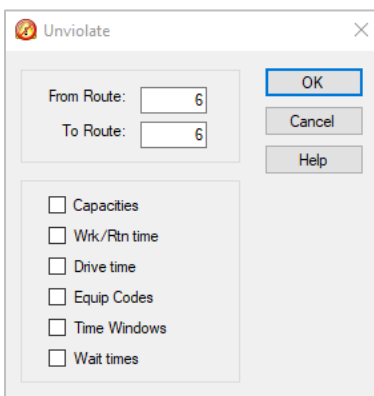 Unviolate
From Route: 6
To Route: 6
OK
Cancel
Help
Capacities
Wrk./Rtn time
Drive time
Equip Codes
Time Windows
Wait times